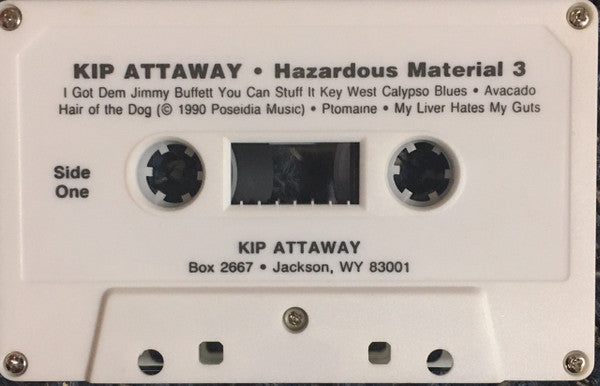 KIP ATTAWAY • Hazardous Material 3
I Got Dem Jimmy Buffett You Can Stuff It Key West Calypso Blues • Avacado
Hair of the Dog (© 1990 Poseidia Music) • Ptomaine • My Liver Hates My Guts
Side
One
KIP ATTAWAY
Box 2667 • Jackson, WY 83001